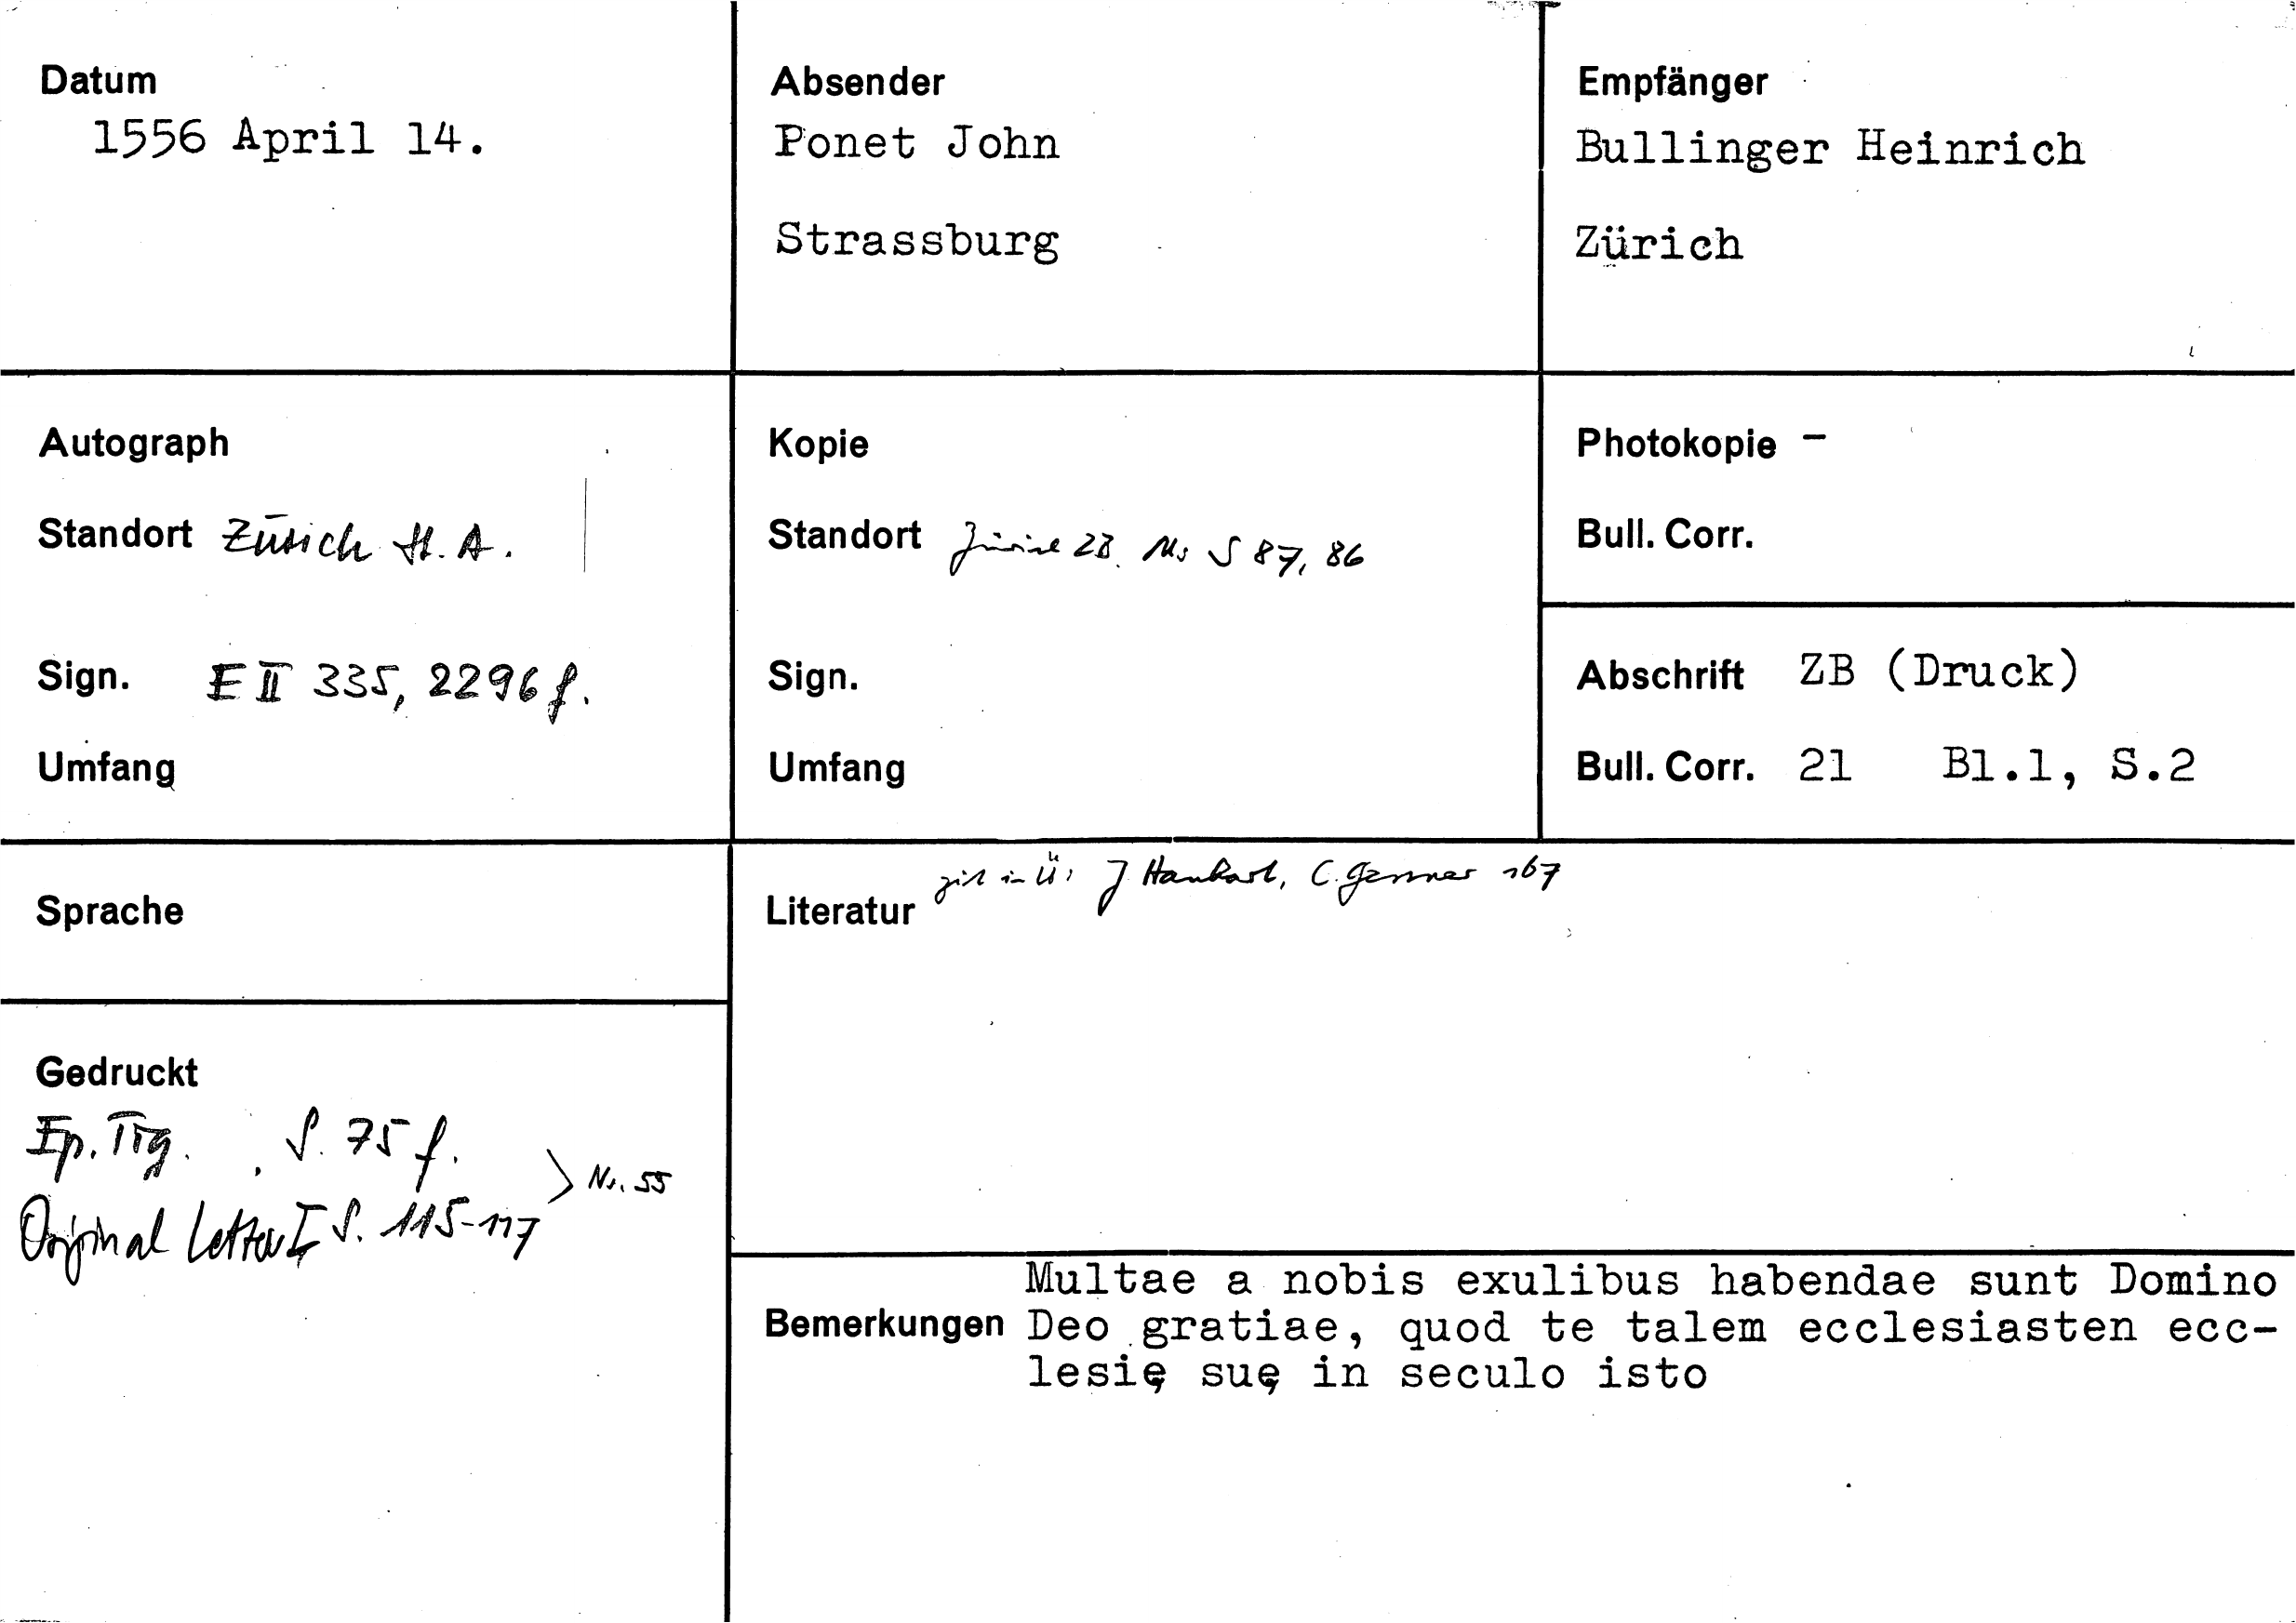 Datum
1556 April 14.
Absender
Ponet John
Strassburg
Empfänger
Bullinger Heinrich
Zürich
Autograph
Standort Zürich St. A.
Sign. E II 335, 2296 f.
Umfang
Kopie
Standort Zürich ZB. Ms S 87, 86
Sign.
Umfang
Photokopie -
Bull. Corr.
Abschrift ZB (Druck)
Bull. Corr. 21 Bl.1, S.2
Sprache
Literatur zit in Ü: J Hanhart, C. Gessner 167
Gedruckt
Ep. Tig. S. 75 f.
Original Letters I S. 115-117
> Nr. 55
Bemerkungen
Multae a nobis exulibus habendae sunt Domino
Deo gratiae, quod te talem ecclesiasten ecc-
lesię suę in seculo isto